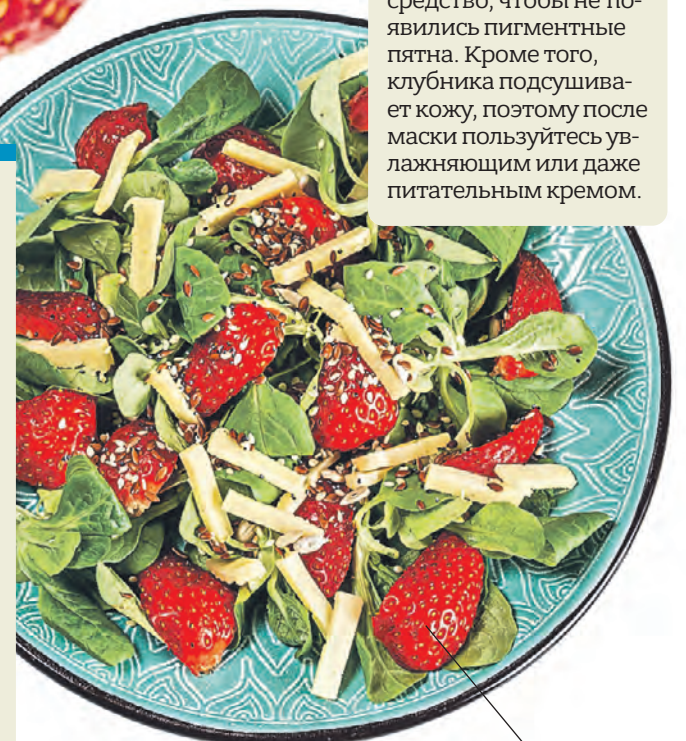 средство, чтобы не по-
явились пигментные
пятна. Кроме того,
клубника подсушива-
ет кожу, поэтому после
маски пользуйтесь ув-
лажняющим или даже
питательным кремом.